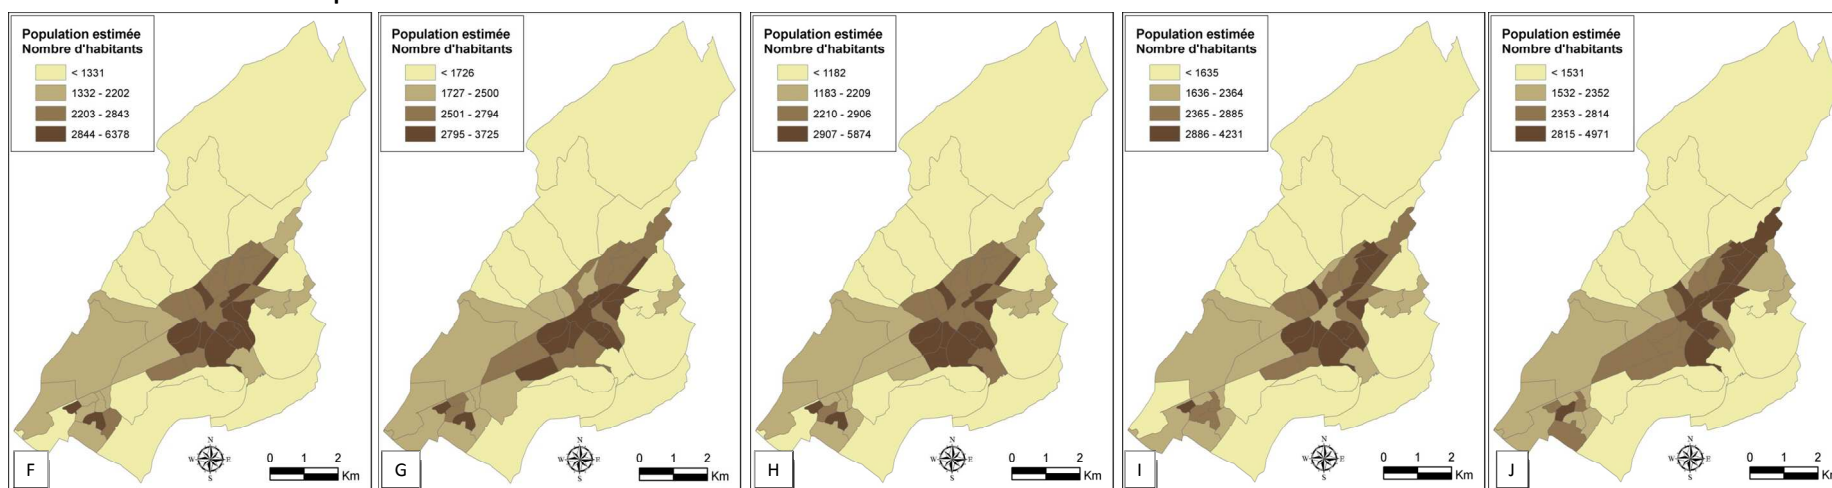 Population estimée
Nombre d'habitants
< 1331
1332 - 2202
2203 - 2843
2844 - 6378
N
W E
S
0 1 2
Km
F
Population estimée
Nombre d'habitants
< 1726
1727 - 2500
2501 - 2794
2795 - 3725
N
W E
S
0 1 2
Km
G
Population estimée
Nombre d'habitants
< 1182
1183 - 2209
2210 - 2906
2907 - 5874
N
W E
S
0 1 2
Km
H
Population estimée
Nombre d'habitants
< 1635
1636 - 2364
2365 - 2885
2886 - 4231
N
W E
S
0 1 2
Km
I
Population estimée
Nombre d'habitants
< 1531
1532 - 2352
2353 - 2814
2815 - 4971
N
W E
S
0 1 2
Km
J